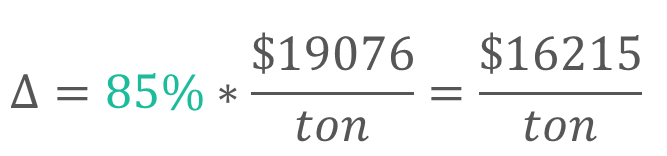 Δ = 85% * $19076/ton = $16215/ton